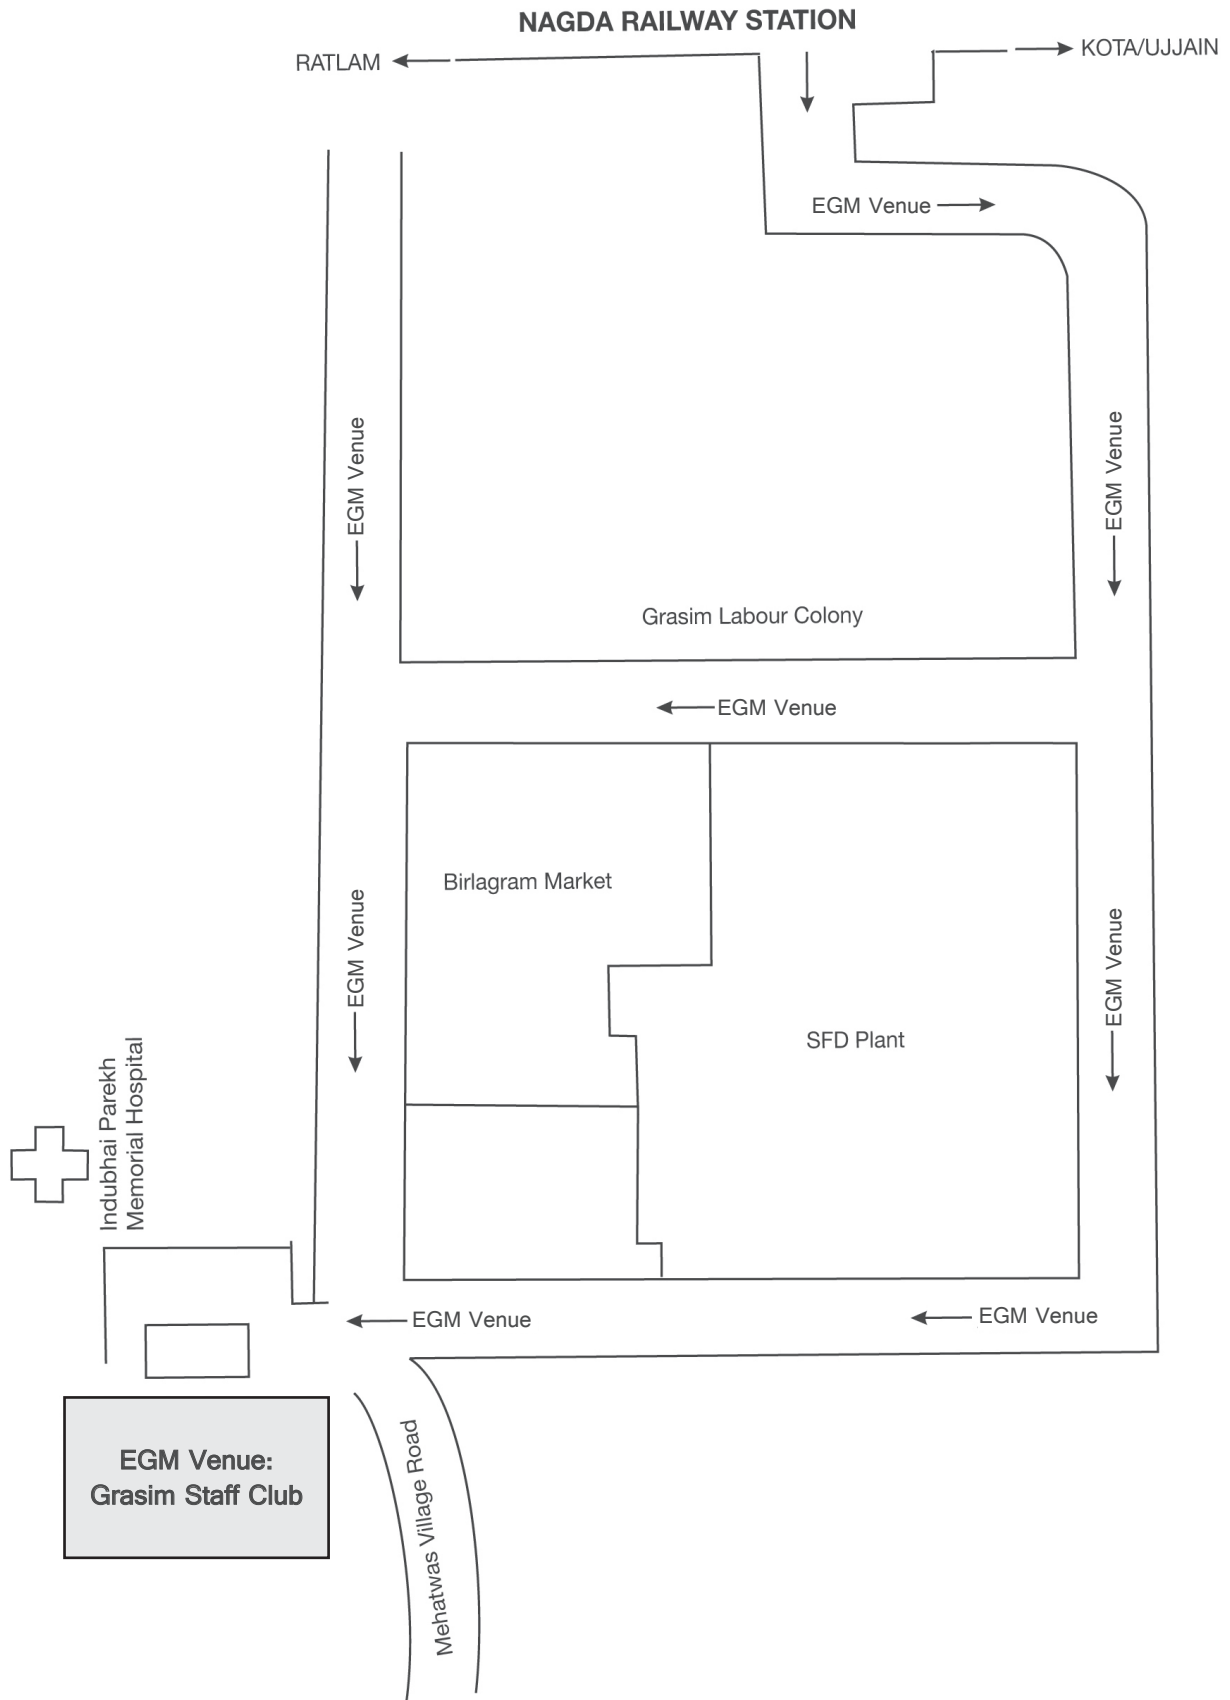 NAGDA RAILWAY STATION
RATLAM
KOTA/UJJAIN
EGM Venue
EGM Venue
EGM Venue
Grasim Labour Colony
EGM Venue
Birlagram Market
EGM Venue
EGM Venue
SFD Plant
Indubhai Parekh
Memorial Hospital
EGM Venue
EGM Venue
EGM Venue:
Grasim Staff Club
Mehatwas Village Road